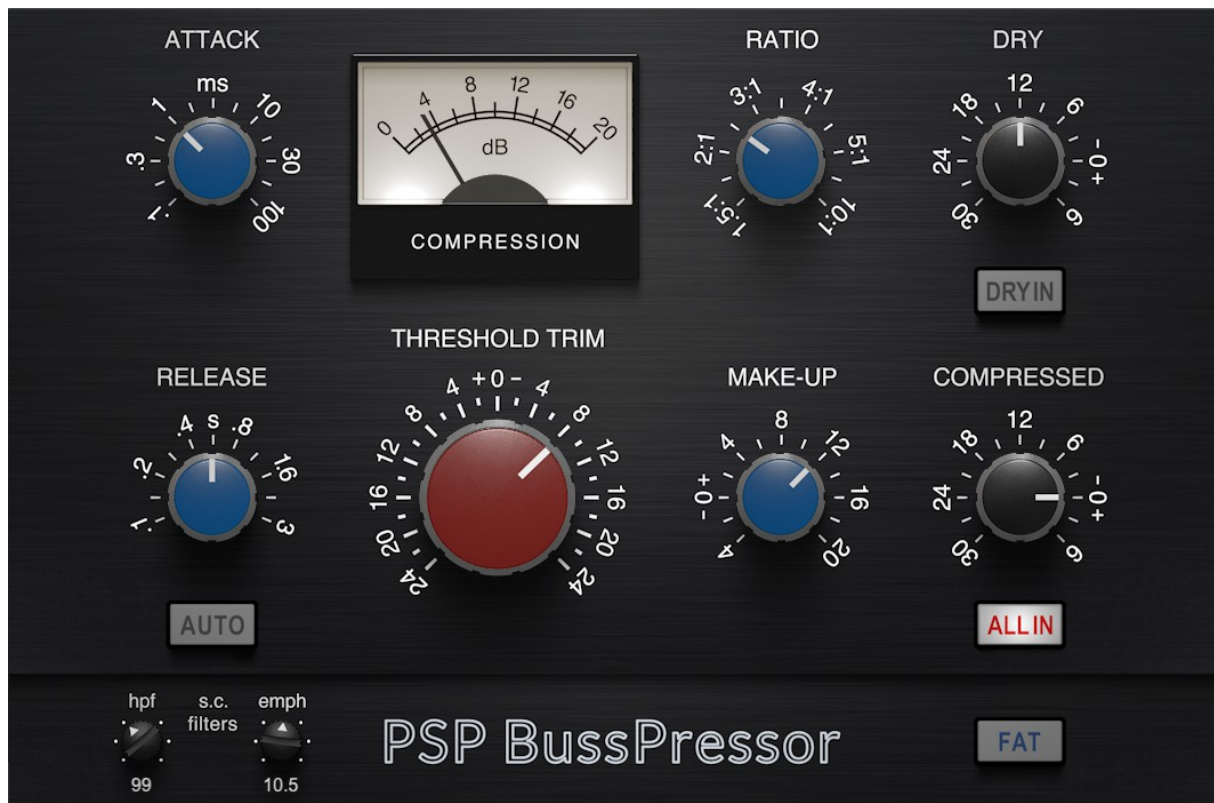 ATTACK
ms
.1 .3 1 10 30 100
0 4 8 12 16 20
dB
COMPRESSION
RATIO
1.5:1 2:1 3:1 4:1 5:1 10:1
DRY
30 24 18 12 6 -0+ 6
DRY IN
THRESHOLD TRIM
24 20 16 12 8 4 +0- 4 8 12 16 20 24
RELEASE
.1 .2 .4 s .8 1.6 3
AUTO
MAKE-UP
4 -0+ 4 8 12 16 20
COMPRESSED
30 24 18 12 6 -0+ 6
ALL IN
hpf
s.c.
filters
emph
99
10.5
PSP BussPressor
FAT